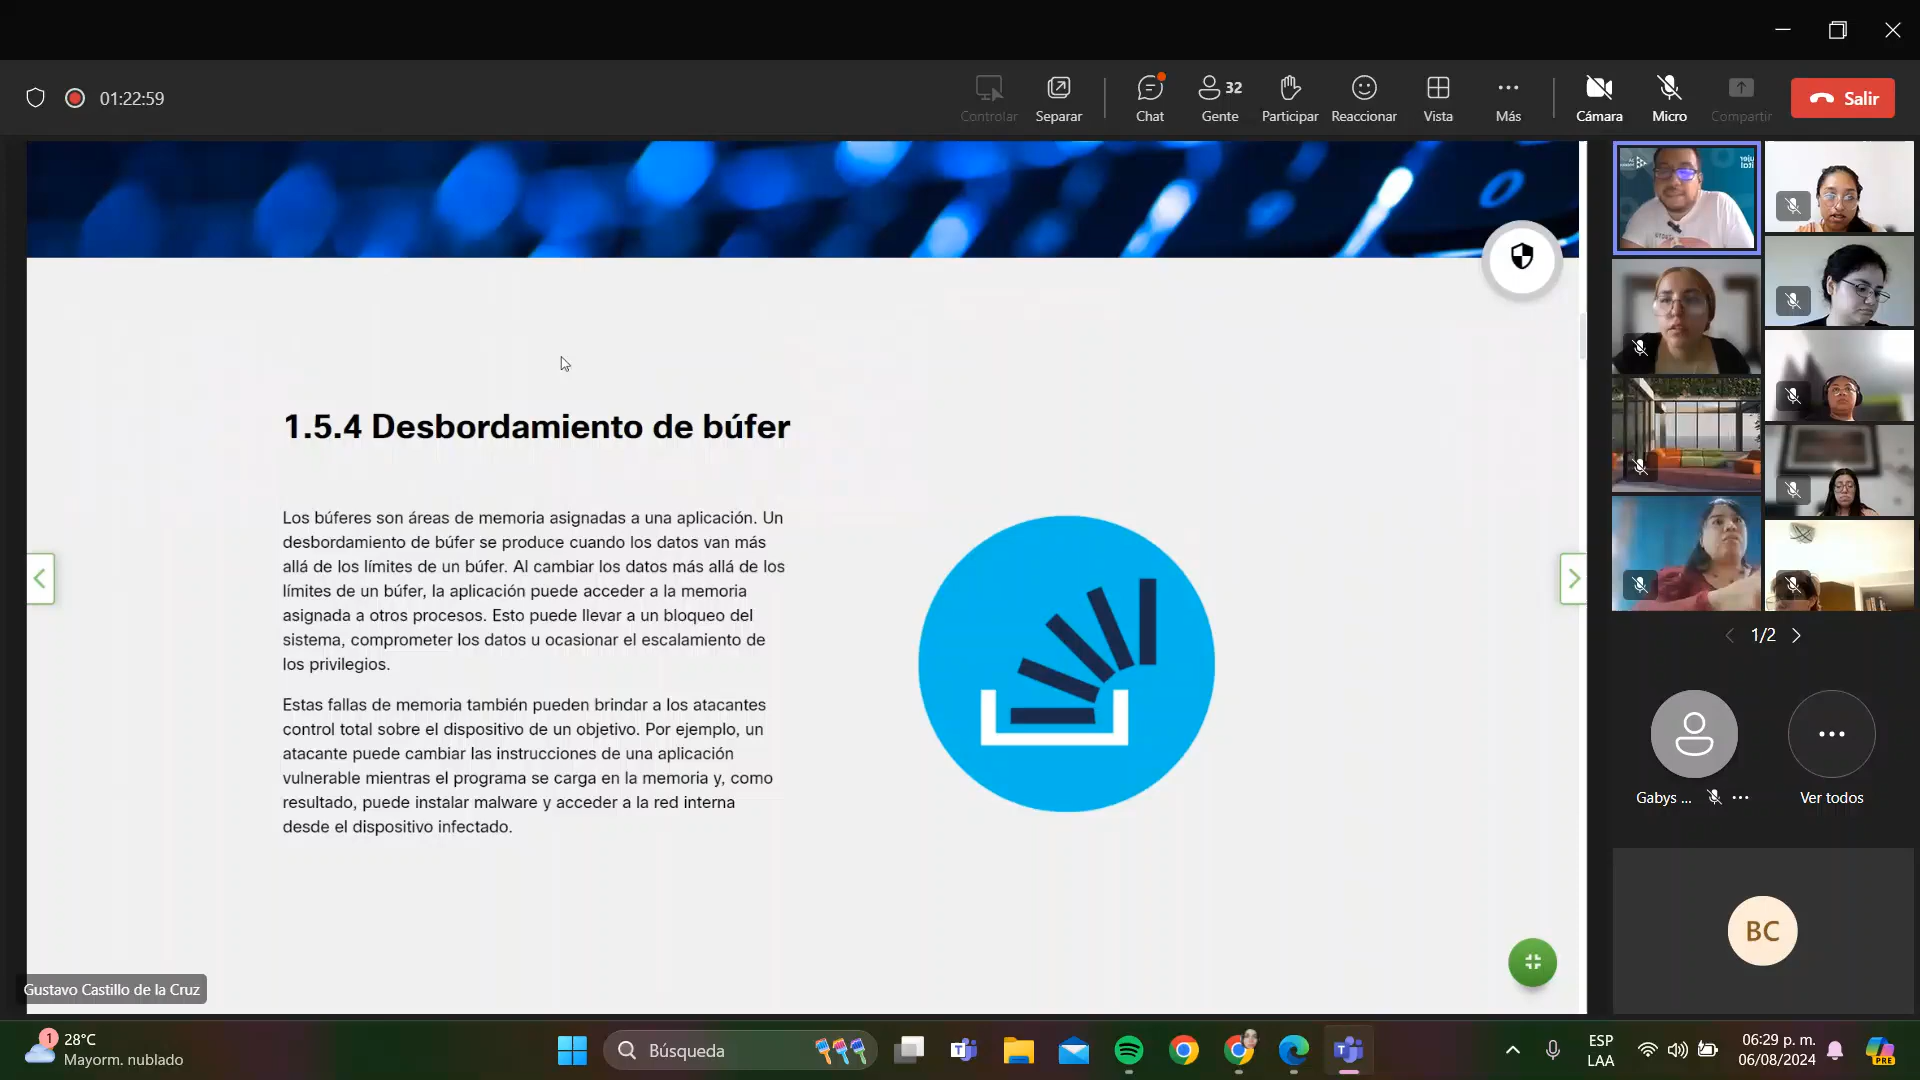 01:22:59
Controlar
Separar
Chat
32
Gente
Participar
Reaccionar
Vista
Más
Cámara
Micro
Compartir
Salir
1.5.4 Desbordamiento de búfer
Los búferes son áreas de memoria asignadas a una aplicación. Un
desbordamiento de búfer se produce cuando los datos van más
allá de los límites de un búfer. Al cambiar los datos más allá de los
límites de un búfer, la aplicación puede acceder a la memoria
asignada a otros procesos. Esto puede llevar a un bloqueo del
sistema, comprometer los datos u ocasionar el escalamiento de
los privilegios.
Estas fallas de memoria también pueden brindar a los atacantes
control total sobre el dispositivo de un objetivo. Por ejemplo, un
atacante puede cambiar las instrucciones de una aplicación
vulnerable mientras el programa se carga en la memoria y, como
resultado, puede instalar malware y acceder a la red interna
desde el dispositivo infectado.
Gustavo Castillo de la Cruz
1/2
Gabys ...
Ver todos
BC
1
28°C
Mayorm. nublado
Búsqueda
ESP
LAA
06:29 p. m.
06/08/2024
PRE